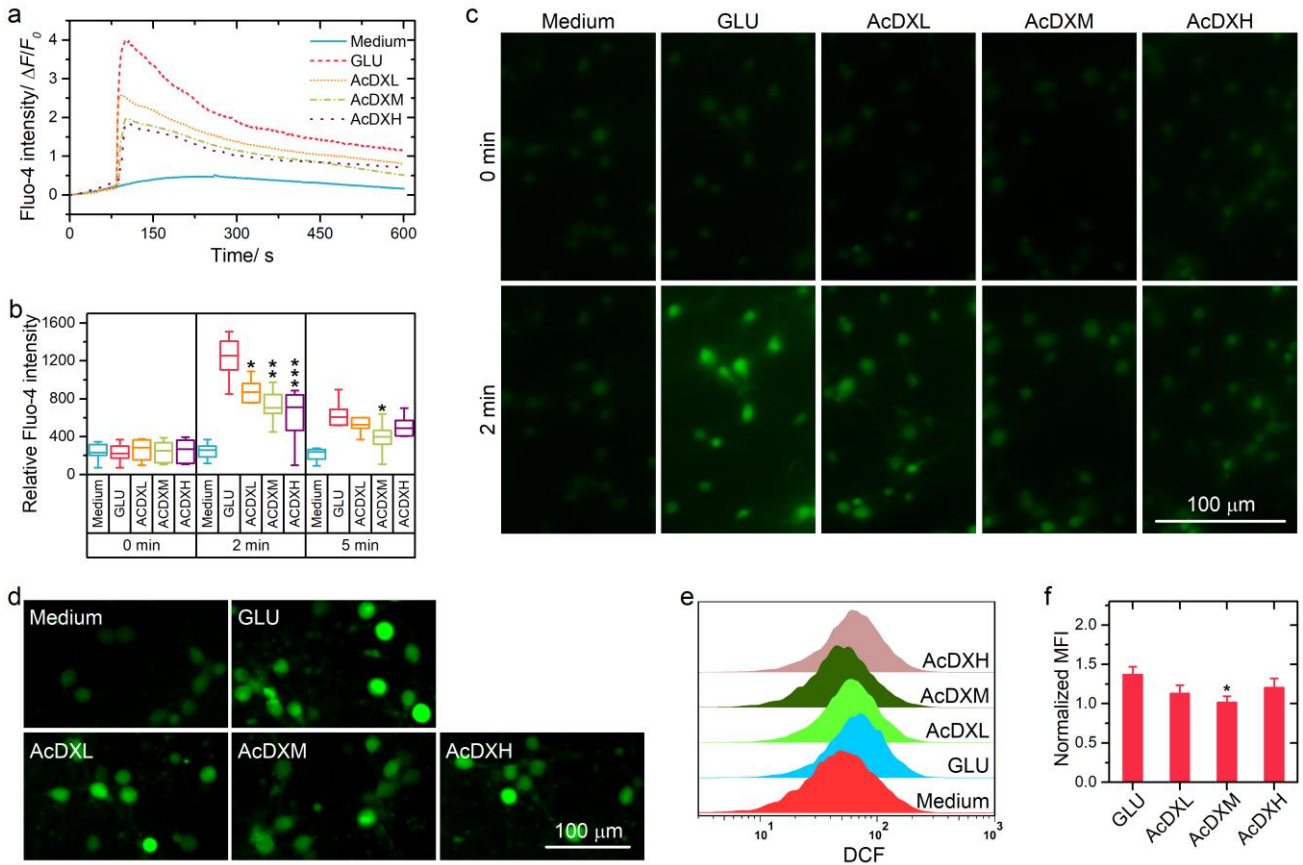 a
Fluo-4 intensity/ ΔF/F0
4
3
2
1
0
0 150 300 450 600
Time/ s
Medium
GLU
AcDXL
AcDXM
AcDXH
b
Relative Fluo-4 intensity
1600
1200
800
400
0
* ** *** *
Medium GLU ACDXL ACDXM ACDXH Medium GLU ACDXL ACDXM ACDXH Medium GLU ACDXL ACDXM ACDXH
0 min 2 min 5 min
c
Medium GLU AcDXL AcDXM AcDXH
0 min
2 min
100 μm
d
Medium GLU
AcDXL AcDXM AcDXH
100 μm
e
AcDXH
AcDXM
AcDXL
GLU
Medium
10^1 10^2 10^3
DCF
f
Normalized MFI
2.0
1.5
1.0
0.5
0.0
*
GLU AcDXL AcDXM AcDXH